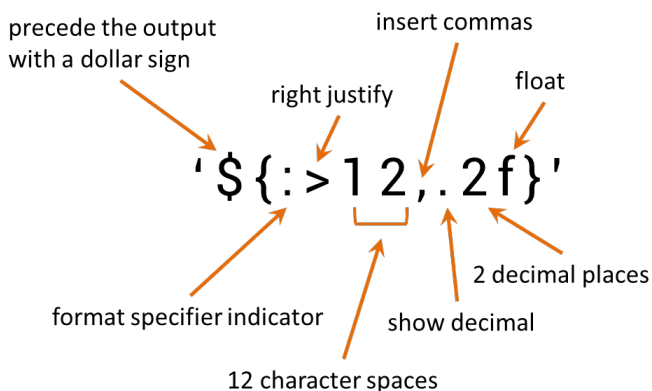 precede the output
with a dollar sign
insert commas
right justify
float
‘${:>12,.2f}’
2 decimal places
format specifier indicator
show decimal
12 character spaces